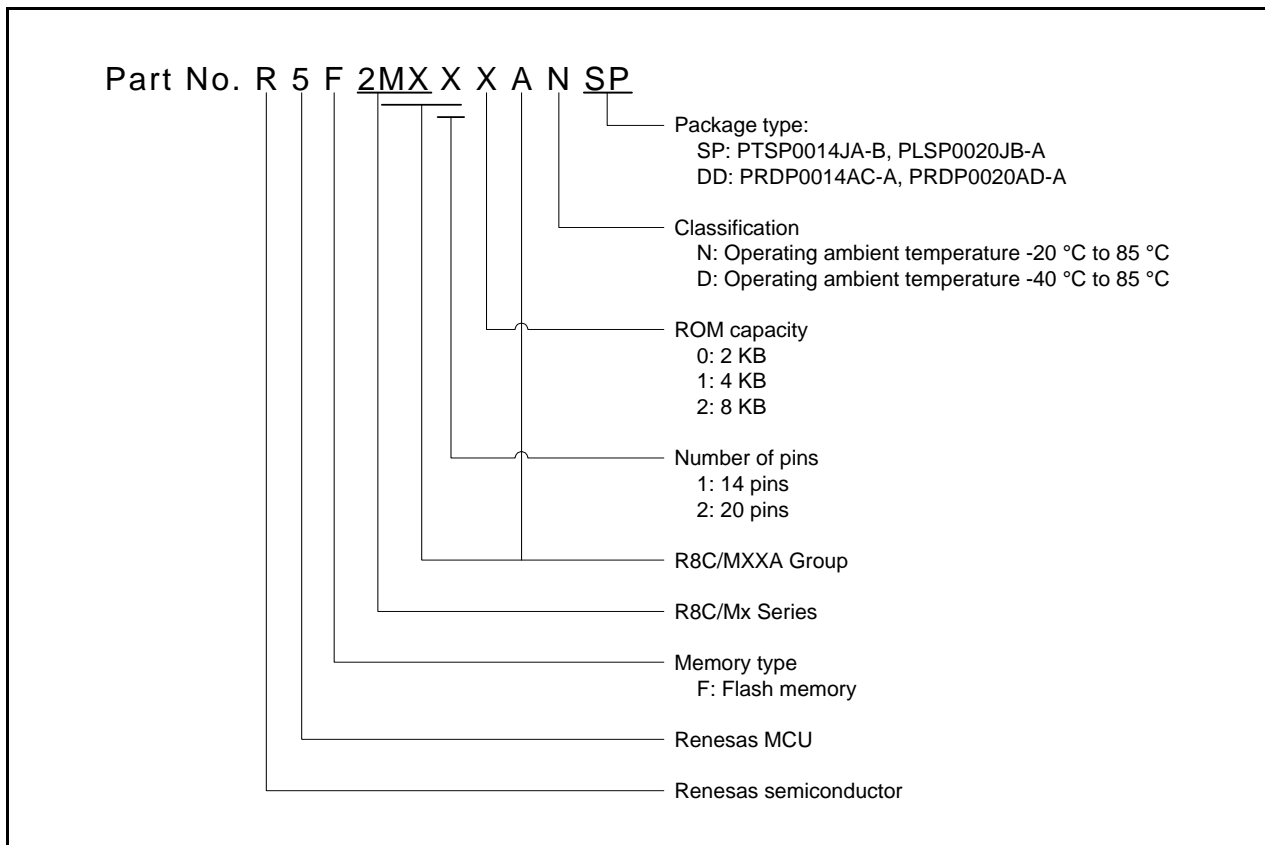 Part No. R 5 F 2MX X X A N SP
Package type:
SP: PTSP0014JA-B, PLSP0020JB-A
DD: PRDP0014AC-A, PRDP0020AD-A
Classification
N: Operating ambient temperature -20 °C to 85 °C
D: Operating ambient temperature -40 °C to 85 °C
ROM capacity
0: 2 KB
1: 4 KB
2: 8 KB
Number of pins
1: 14 pins
2: 20 pins
R8C/MXXA Group
R8C/Mx Series
Memory type
F: Flash memory
Renesas MCU
Renesas semiconductor